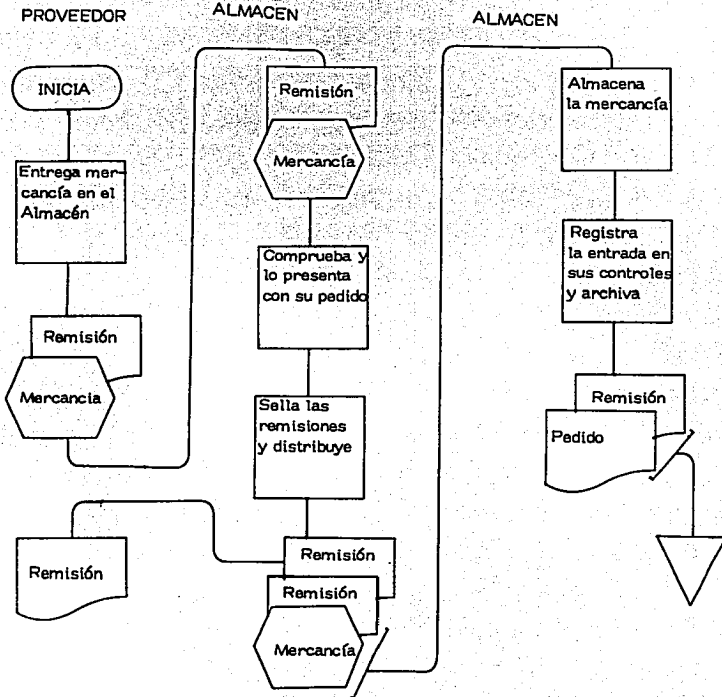 PROVEEDOR
INICIA
Entrega mer-
cancía en el
Almacén
Remisión
Mercancia
Remisión
ALMACEN
Remisión
Mercancía
Comprueba y
lo presenta
con su pedido
Sella las
remisiones
y distribuye
Remisión
Remisión
Mercancía
ALMACEN
Almacena
la mercancía
Registra
la entrada en
sus controles
y archiva
Remisión
Pedido